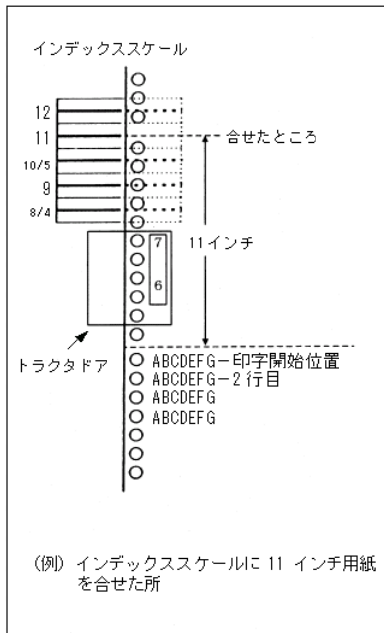 インデックススケール
12
11
合せたところ
10/5
9
8/4
11インチ
7
6
トラクタドア
ABCDEFG－印字開始位置
ABCDEFG－2行目
ABCDEFG
ABCDEFG
(例) インデックススケールに 11 インチ用紙
を合せた所